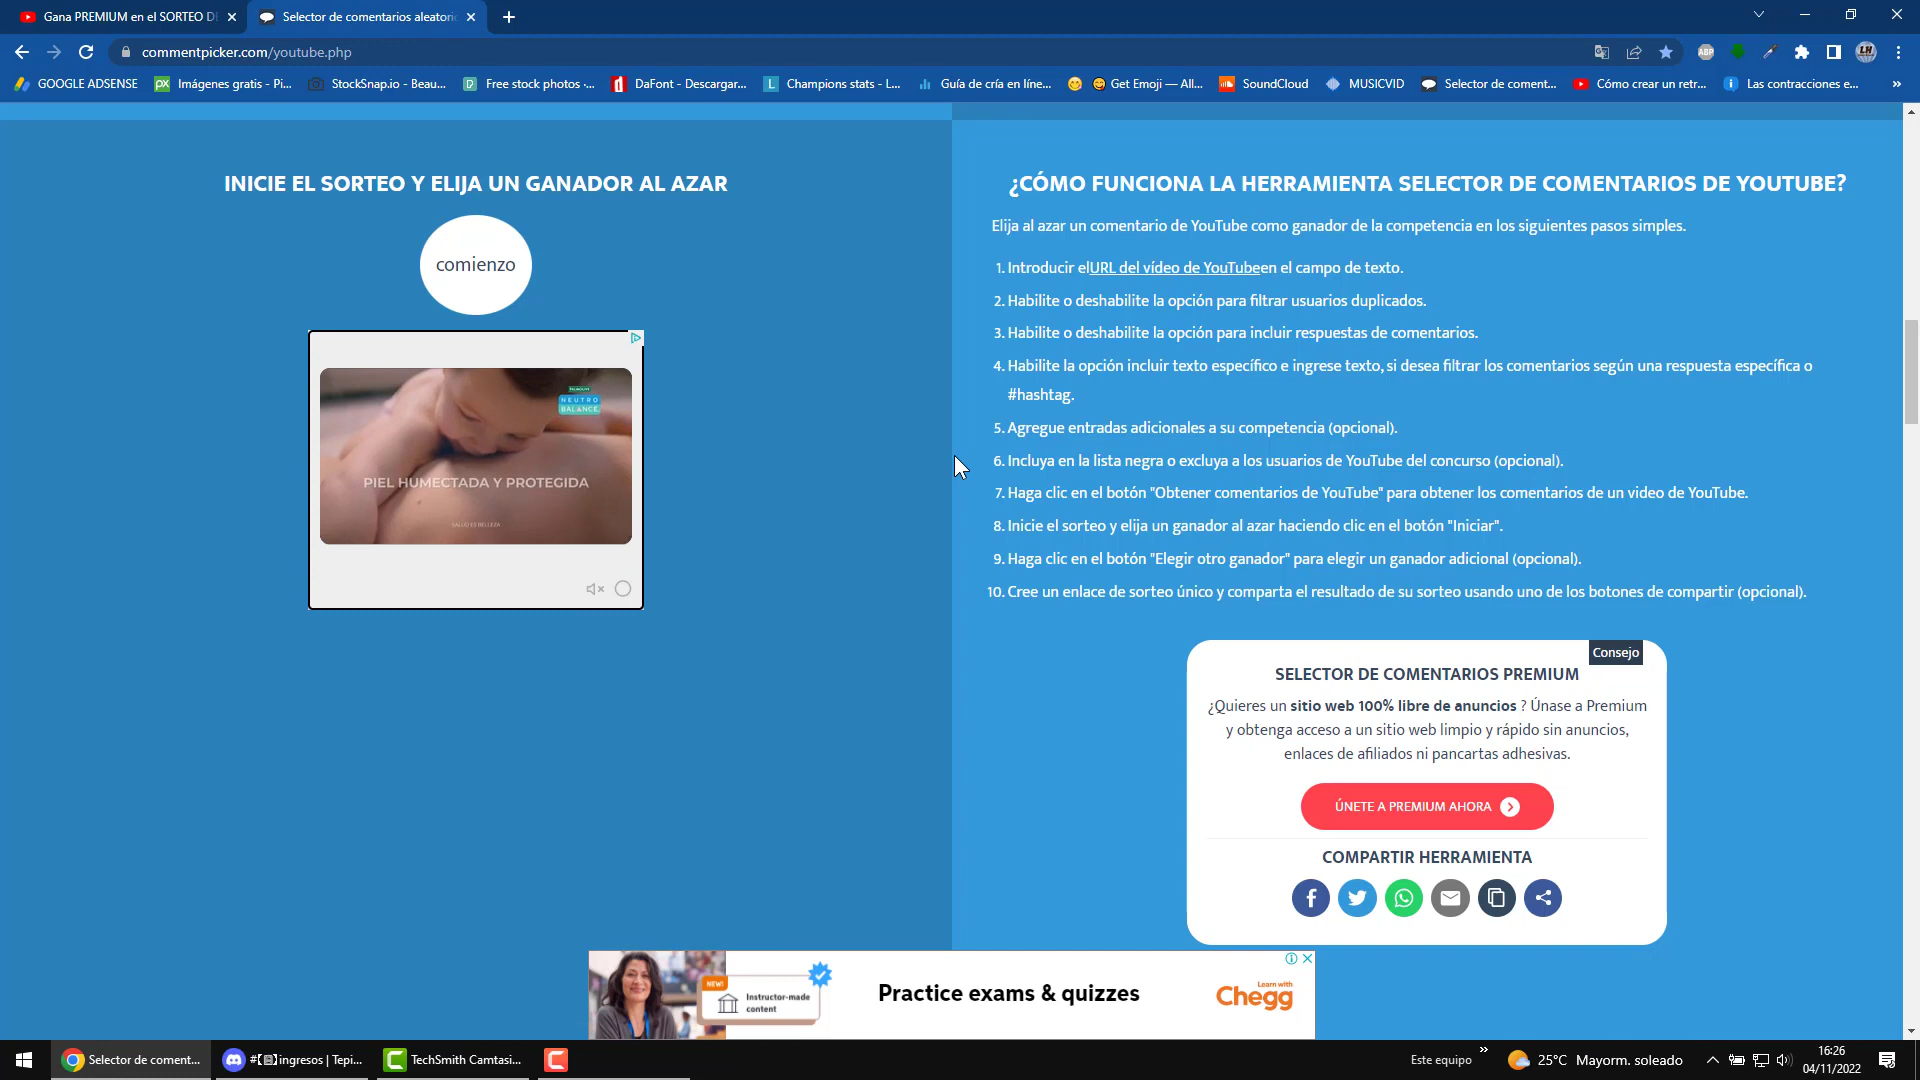 Gana PREMIUM en el SORTEO DE
Selector de comentarios aleatorio
commentpicker.com/youtube.php
ABP
LH
GOOGLE ADSENSE
px
Imágenes gratis - Pi...
StockSnap.io - Beau...
Free stock photos ·...
DaFont - Descargar...
Champions stats - L...
Guía de cría en líne...
Get Emoji — All...
SoundCloud
MUSICVID
Selector de coment...
Cómo crear un retr...
Las contracciones e...
INICIE EL SORTEO Y ELIJA UN GANADOR AL AZAR
comienzo
NEUTRO
BALANCE
PIEL HUMECTADA Y PROTEGIDA
SALUD ES BELLEZA
¿CÓMO FUNCIONA LA HERRAMIENTA SELECTOR DE COMENTARIOS DE YOUTUBE?
Elija al azar un comentario de YouTube como ganador de la competencia en los siguientes pasos simples.
1. Introducir elURL del vídeo de YouTubeen el campo de texto.
2. Habilite o deshabilite la opción para filtrar usuarios duplicados.
3. Habilite o deshabilite la opción para incluir respuestas de comentarios.
4. Habilite la opción incluir texto específico e ingrese texto, si desea filtrar los comentarios según una respuesta específica o
#hashtag.
5. Agregue entradas adicionales a su competencia (opcional).
6. Incluya en la lista negra o excluya a los usuarios de YouTube del concurso (opcional).
7. Haga clic en el botón "Obtener comentarios de YouTube" para obtener los comentarios de un video de YouTube.
8. Inicie el sorteo y elija un ganador al azar haciendo clic en el botón "Iniciar".
9. Haga clic en el botón "Elegir otro ganador" para elegir un ganador adicional (opcional).
10. Cree un enlace de sorteo único y comparta el resultado de su sorteo usando uno de los botones de compartir (opcional).
Consejo
SELECTOR DE COMENTARIOS PREMIUM
¿Quieres un sitio web 100% libre de anuncios ? Únase a Premium
y obtenga acceso a un sitio web limpio y rápido sin anuncios,
enlaces de afiliados ni pancartas adhesivas.
ÚNETE A PREMIUM AHORA
COMPARTIR HERRAMIENTA
NEW!
Instructor-made
content
Practice exams & quizzes
Learn with
Chegg
Selector de coment...
#【🏧】ingresos | Tepi...
TechSmith Camtasi...
Este equipo
25°C Mayorm. soleado
16:26
04/11/2022